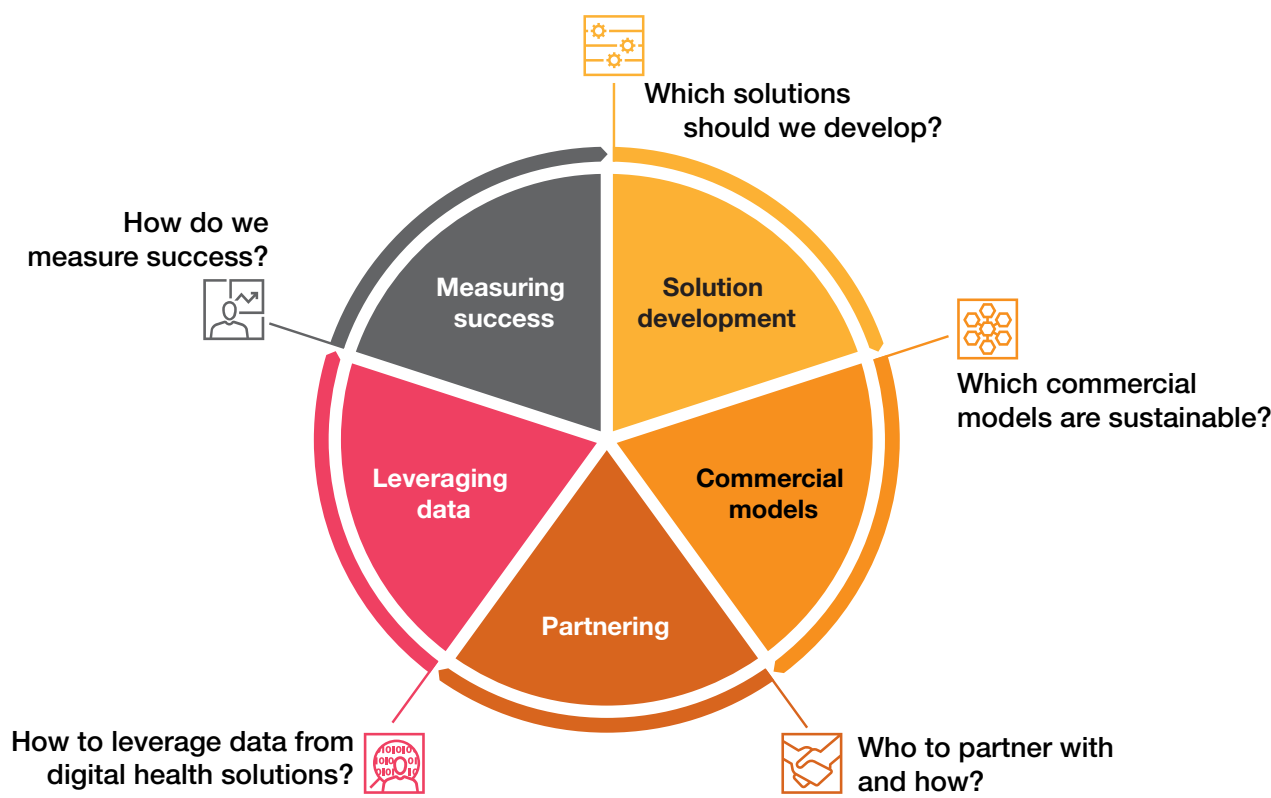 Which solutions
should we develop?
How do we
measure success?
Measuring
success
Solution
development
Which commercial
models are sustainable?
Leveraging
data
Commercial
models
Partnering
How to leverage data from
digital health solutions?
Who to partner with
and how?